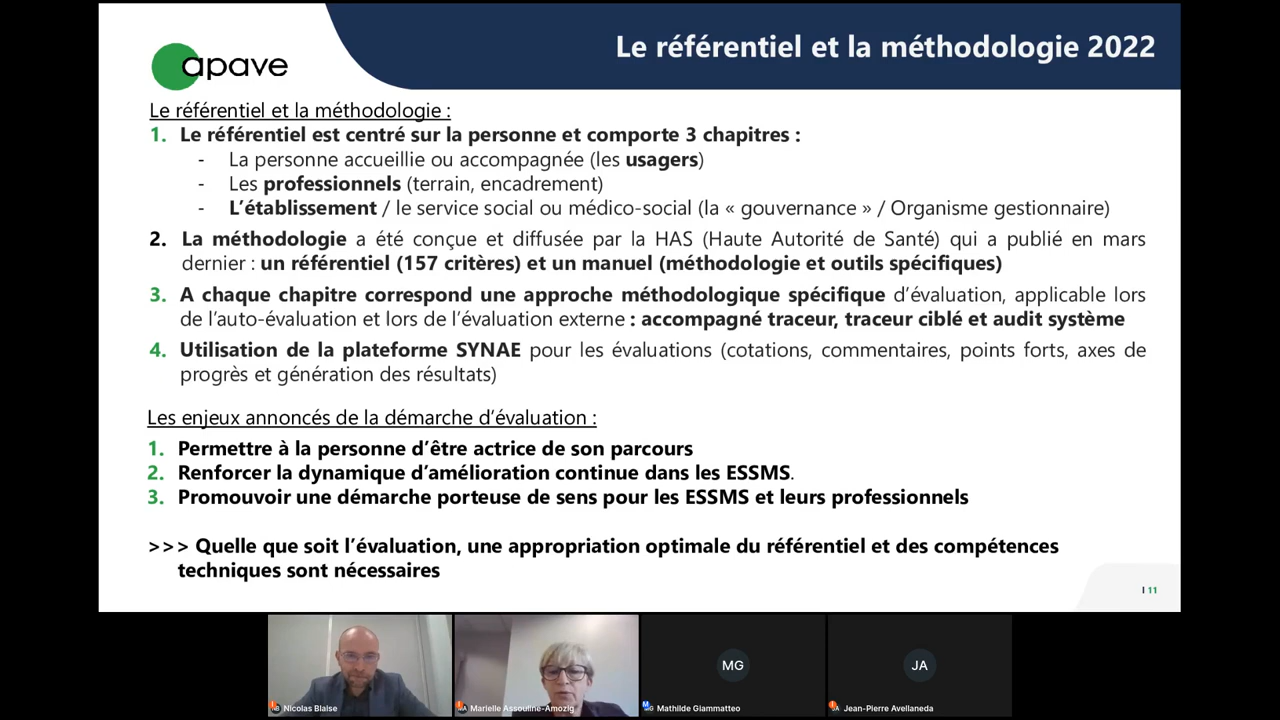 apave
Le référentiel et la méthodologie 2022
Le référentiel et la méthodologie :
1. Le référentiel est centré sur la personne et comporte 3 chapitres :
- La personne accueillie ou accompagnée (les usagers)
- Les professionnels (terrain, encadrement)
- L’établissement / le service social ou médico-social (la « gouvernance » / Organisme gestionnaire)
2. La méthodologie a été conçue et diffusée par la HAS (Haute Autorité de Santé) qui a publié en mars
dernier : un référentiel (157 critères) et un manuel (méthodologie et outils spécifiques)
3. A chaque chapitre correspond une approche méthodologique spécifique d’évaluation, applicable lors
de l’auto-évaluation et lors de l’évaluation externe : accompagné traceur, traceur ciblé et audit système
4. Utilisation de la plateforme SYNAE pour les évaluations (cotations, commentaires, points forts, axes de
progrès et génération des résultats)
Les enjeux annoncés de la démarche d’évaluation :
1. Permettre à la personne d’être actrice de son parcours
2. Renforcer la dynamique d’amélioration continue dans les ESSMS.
3. Promouvoir une démarche porteuse de sens pour les ESSMS et leurs professionnels
>>> Quelle que soit l’évaluation, une appropriation optimale du référentiel et des compétences
techniques sont nécessaires
I 11
MG
JA
Nicolas Blaise
Marielle Assouline-Amozig
Mathilde Giammatteo
Jean-Pierre Avellaneda